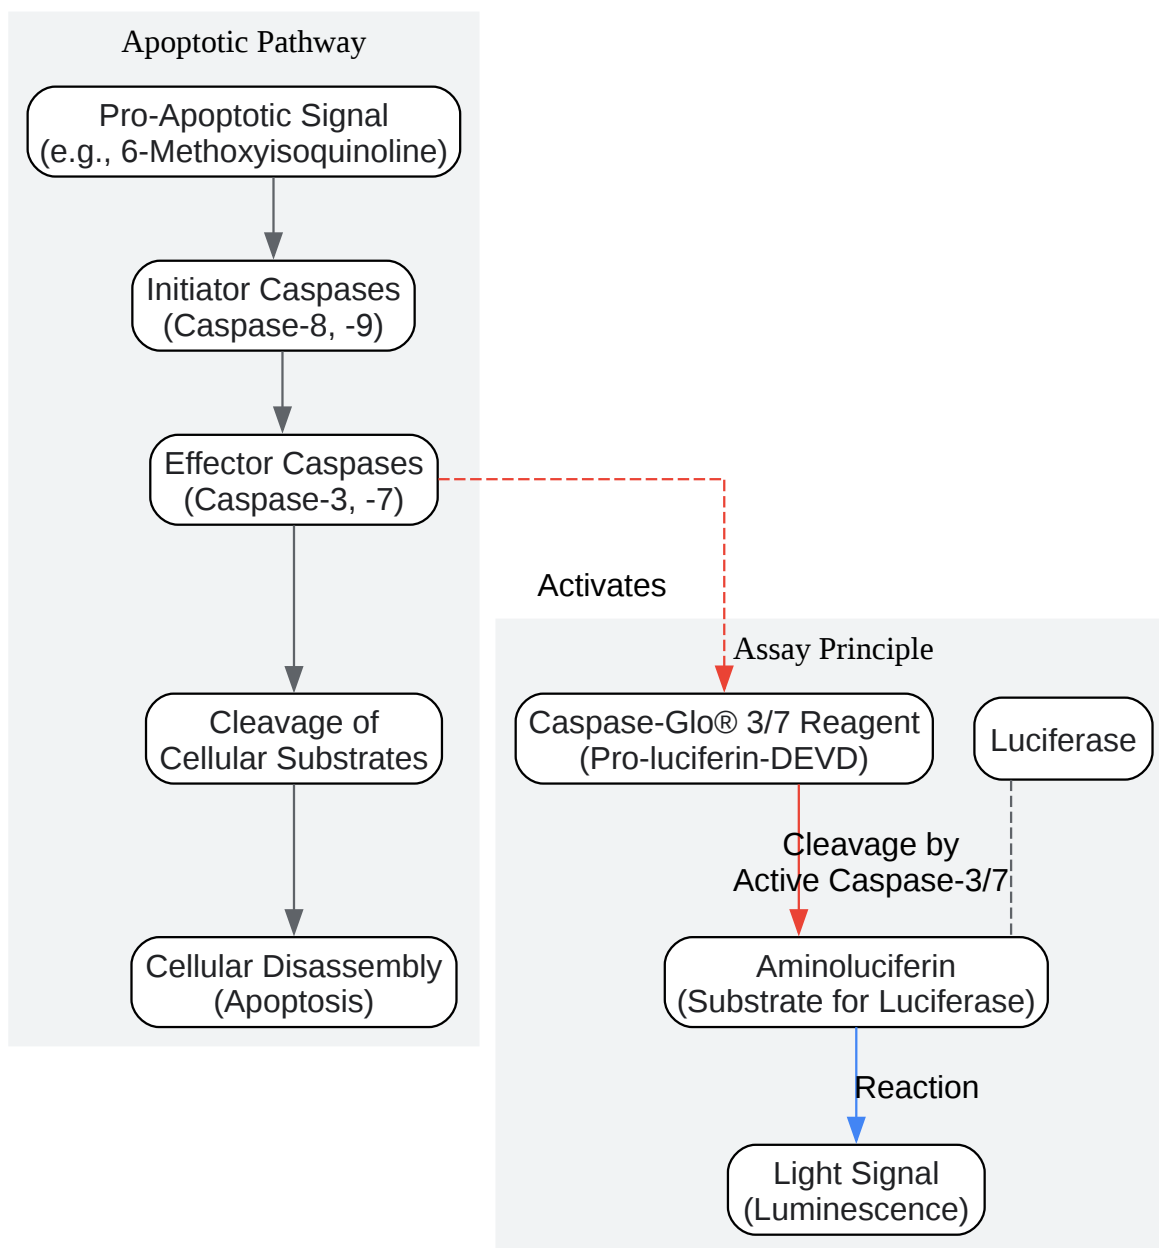 Apoptotic Pathway
Pro-Apoptotic Signal
(e.g., 6-Methoxyisoquinoline)
Initiator Caspases
(Caspase-8, -9)
Effector Caspases
(Caspase-3, -7)
Cleavage of
Cellular Substrates
Cellular Disassembly
(Apoptosis)
Activates
Assay Principle
Caspase-Glo® 3/7 Reagent
(Pro-luciferin-DEVD)
Luciferase
Cleavage by
Active Caspase-3/7
Aminoluciferin
(Substrate for Luciferase)
Reaction
Light Signal
(Luminescence)